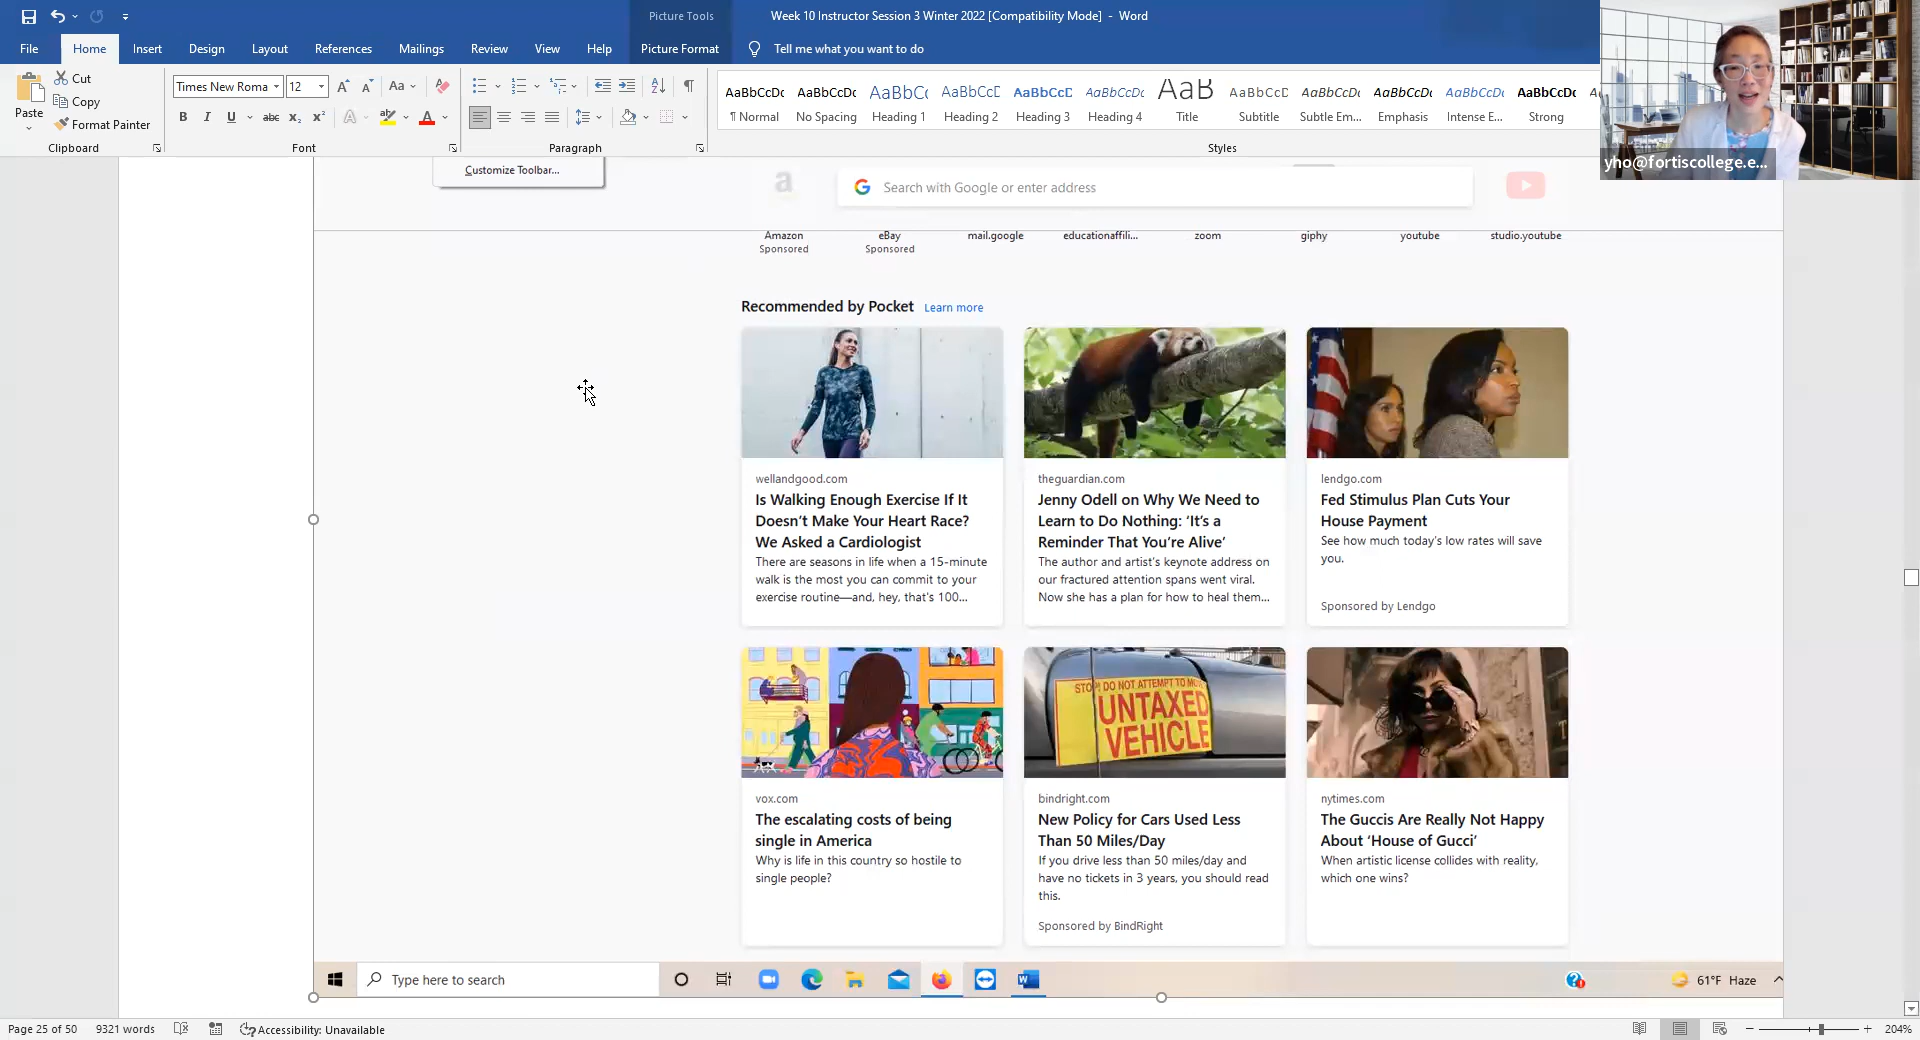 Picture Tools
Week 10 Instructor Session 3 Winter 2022 [Compatibility Mode] - Word
File Home Insert Design Layout References Mailings Review View Help Picture Format Tell me what you want to do
Cut
Copy
Paste
Format Painter
Clipboard
Times New Roma 12
Aa
B I U abc x₂ x²
A ab A
Font
Paragraph
AaBbCcDc AaBbCcDc AaBbC AaBbCcD AaBbCcD AaBbCcDc AaB AaBbCcD AaBbCcDc AaBbCcDc AaBbCcDc AaBbCcDc
¶ Normal No Spacing Heading 1 Heading 2 Heading 3 Heading 4 Title Subtitle Subtle Em... Emphasis Intense E... Strong
Styles
yho@fortiscollege.e...
Customize Toolbar...
a
Search with Google or enter address
Amazon eBay mail.google educationaffili... zoom giphy youtube studio.youtube
Sponsored Sponsored
Recommended by Pocket Learn more
wellandgood.com
Is Walking Enough Exercise If It
Doesn't Make Your Heart Race?
We Asked a Cardiologist
There are seasons in life when a 15-minute
walk is the most you can commit to your
exercise routine—and, hey, that's 100...
theguardian.com
Jenny Odell on Why We Need to
Learn to Do Nothing: ‘It's a
Reminder That You're Alive’
The author and artist's keynote address on
our fractured attention spans went viral.
Now she has a plan for how to heal them...
lendgo.com
Fed Stimulus Plan Cuts Your
House Payment
See how much today's low rates will save
you.
Sponsored by Lendgo
vox.com
The escalating costs of being
single in America
Why is life in this country so hostile to
single people?
STOP! DO NOT ATTEMPT TO MOVE
UNTAXED
VEHICLE
bindright.com
New Policy for Cars Used Less
Than 50 Miles/Day
If you drive less than 50 miles/day and
have no tickets in 3 years, you should read
this.
Sponsored by BindRight
nytimes.com
The Guccis Are Really Not Happy
About ‘House of Gucci’
When artistic license collides with reality,
which one wins?
Type here to search
61°F Haze
Page 25 of 50 9321 words Accessibility: Unavailable
204%